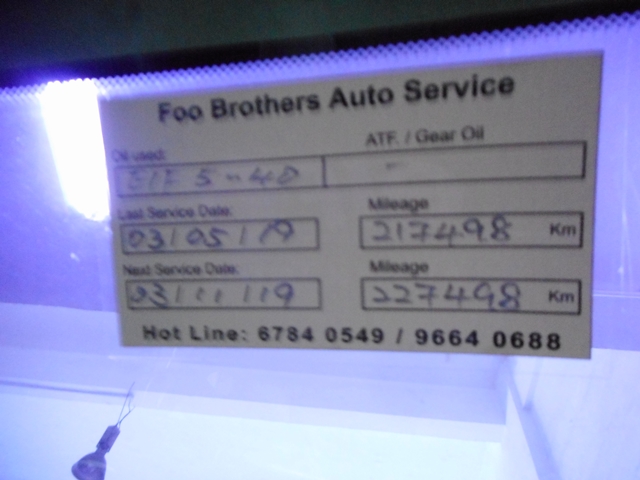 Foo Brothers Auto Service
Oil used: ATF. / Gear Oil
5 - 40 -
Last Service Date: Mileage
03/05/19 217498 Km
Next Service Date: Mileage
03/11/19 227498 Km
Hot Line: 6784 0549 / 9664 0688